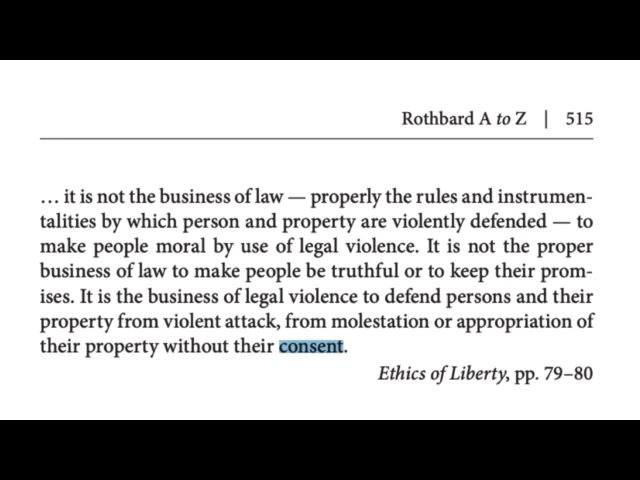 Rothbard A to Z | 515
… it is not the business of law — properly the rules and instrumen-
talities by which person and property are violently defended — to
make people moral by use of legal violence. It is not the proper
business of law to make people be truthful or to keep their prom-
ises. It is the business of legal violence to defend persons and their
property from violent attack, from molestation or appropriation of
their property without their consent.
Ethics of Liberty, pp. 79–80